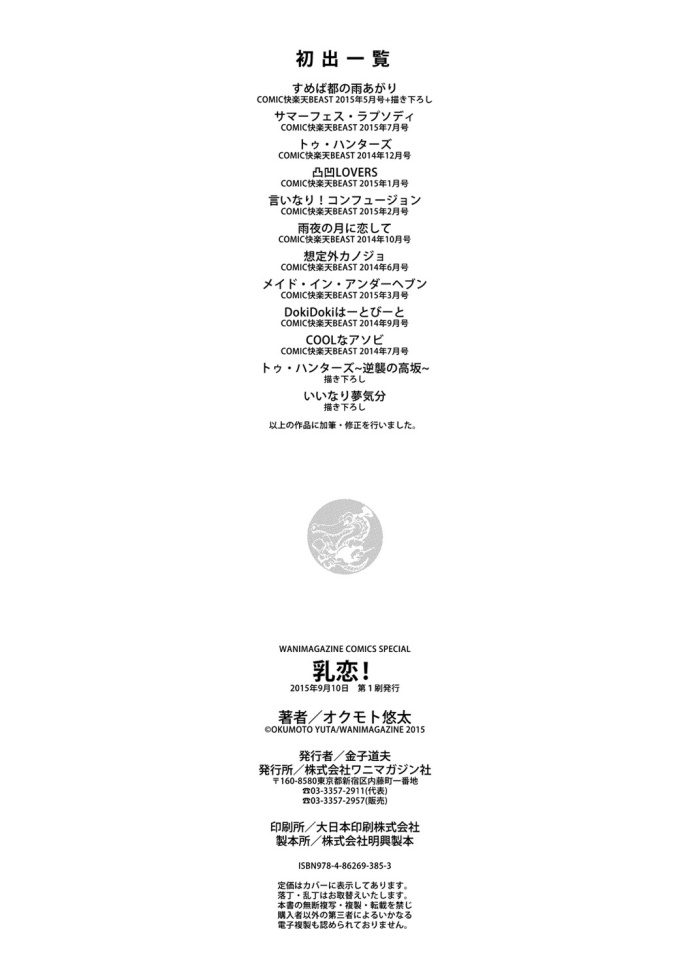 初出一覧
すめば都の雨あがり
COMIC快楽天BEAST 2015年5月号+描き下ろし
サマーフェス・ラプソディ
COMIC快楽天BEAST 2015年7月号
トゥ・ハンターズ
COMIC快楽天BEAST 2014年12月号
凸凹LOVERS
COMIC快楽天BEAST 2015年1月号
言いなり！コンフュージョン
COMIC快楽天BEAST 2015年2月号
雨夜の月に恋して
COMIC快楽天BEAST 2014年10月号
想定外カノジョ
COMIC快楽天BEAST 2014年6月号
メイド・イン・アンダーヘブン
COMIC快楽天BEAST 2015年3月号
DokiDokiはーとびーと
COMIC快楽天BEAST 2014年9月号
COOLなアソビ
COMIC快楽天BEAST 2014年7月号
トゥ・ハンターズ~逆襲の高坂~
描き下ろし
いいなり夢気分
描き下ろし
以上の作品に加筆・修正を行いました。
WANIMAGAZINE COMICS SPECIAL
乳恋！
2015年9月10日　第１刷発行
著者／オクモト悠太
©OKUMOTO YUTA/WANIMAGAZINE 2015
発行者／金子道夫
発行所／株式会社ワニマガジン社
〒160-8580東京都新宿区内藤町一番地
☎03-3357-2911(代表)
☎03-3357-2957(販売)
印刷所／大日本印刷株式会社
製本所／株式会社明興製本
ISBN978-4-86269-385-3
定価はカバーに表示してあります。
落丁・乱丁はお取替えいたします。
本書の無断複写・複製・転載を禁じ
購入者以外の第三者によるいかなる
電子複製も認められておりません。